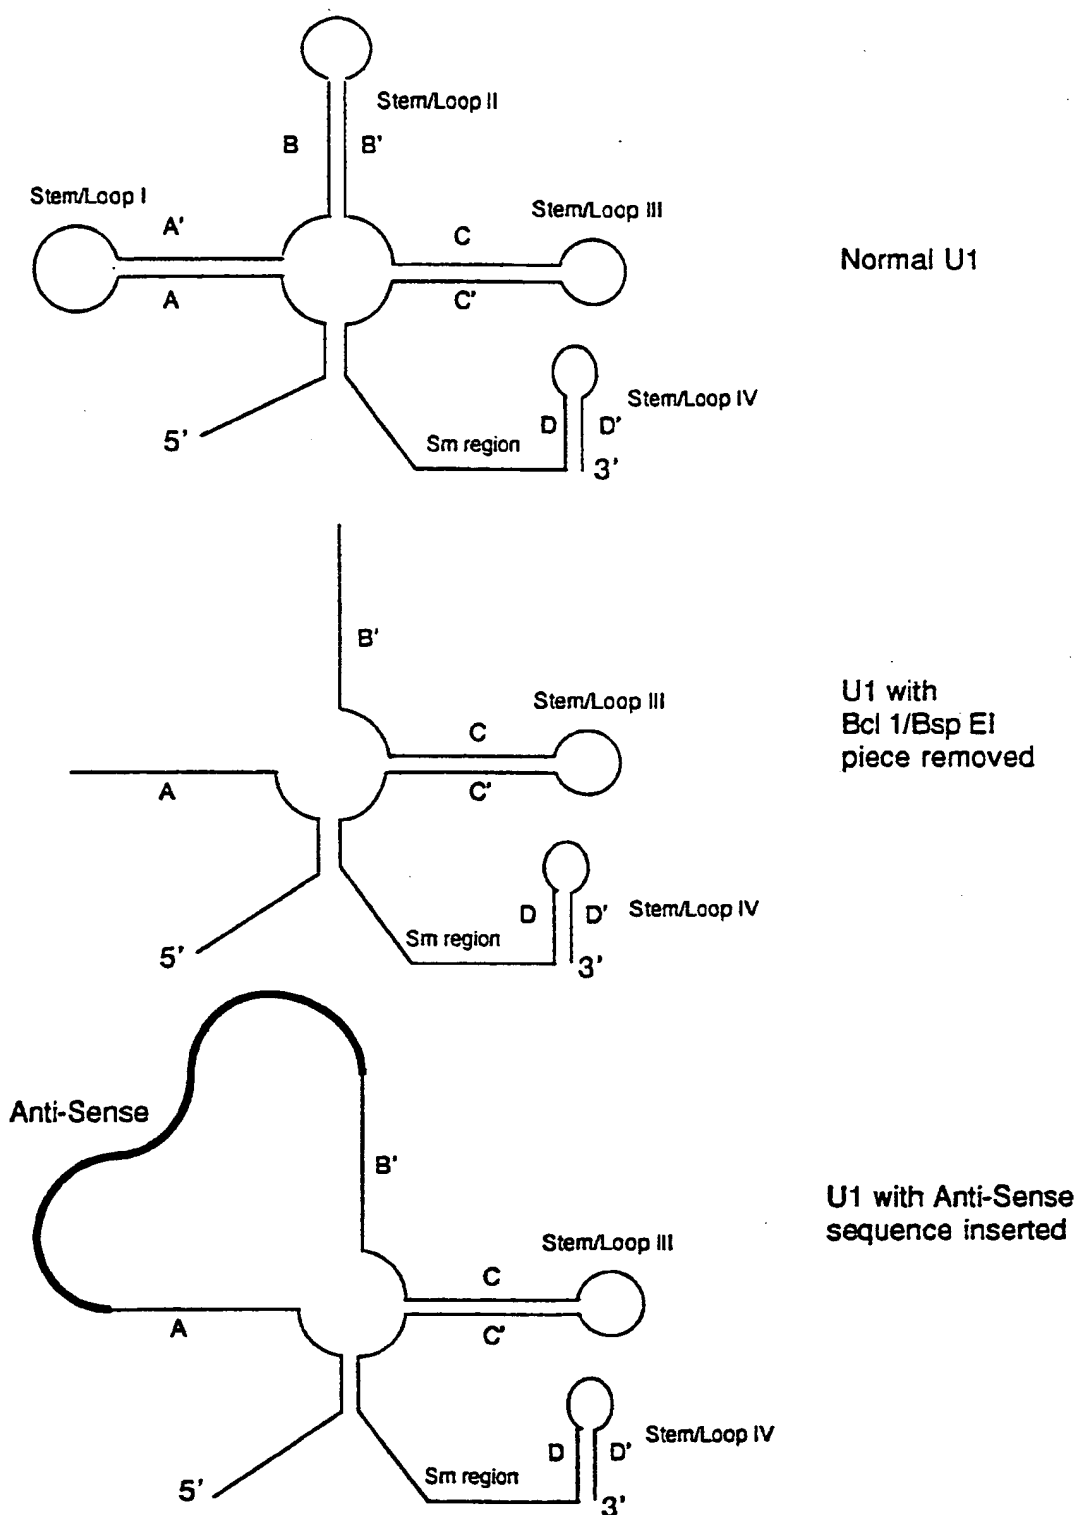 Stem/Loop II
B
B'
Stem/Loop I
A'
Stem/Loop III
C
Normal U1
A
C'
Stem/Loop IV
D
D'
5'
Sm region
3'
B'
U1 with
Bcl 1/Bsp EI
piece removed
Stem/Loop III
C
A
C'
D
D'
Stem/Loop IV
5'
Sm region
3'
Anti-Sense
B'
U1 with Anti-Sense
sequence inserted
Stem/Loop III
C
A
C'
Stem/Loop IV
D
D'
5'
Sm region
3'